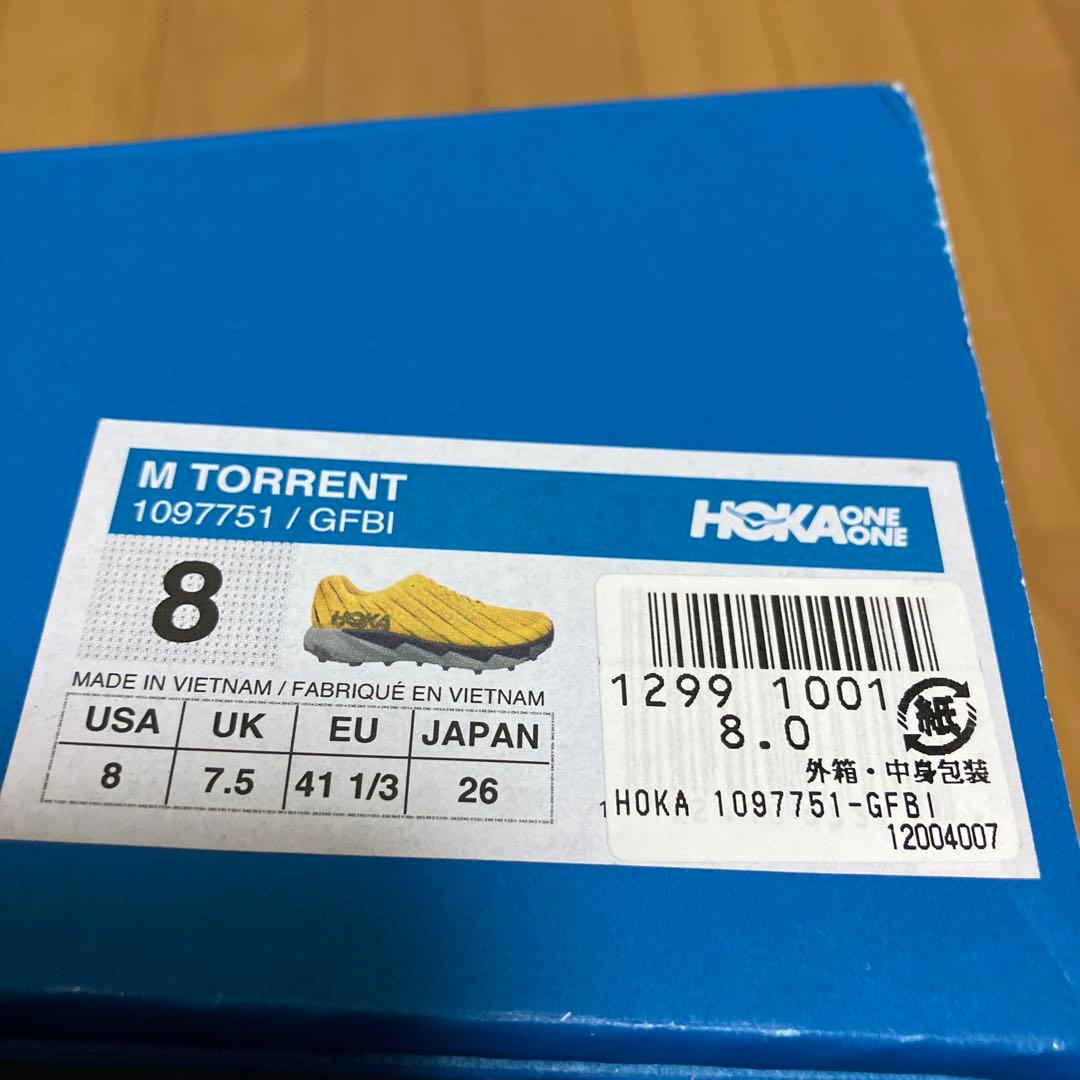 M TORRENT
1097751 / GFBI
HOKA ONE ONE
8
HOKA
MADE IN VIETNAM / FABRIQUÉ EN VIETNAM
USA UK EU JAPAN
8 7.5 41 1/3 26
1299 1001
8.0
紙
外箱・中身包装
HOKA 1097751-GFBI
12004007